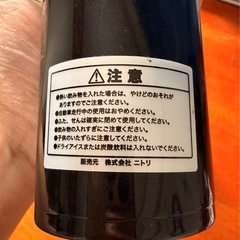 ⚠注意
●熱い飲み物を入れた場合は、やけどのおそれが
ありますのでご注意ください。
●自動車走行中の使用はおやめください。
●ふた、せんは確実に閉めて使用してください。
●飲み物の入れすぎにご注意ください。
●子供のいたずらにご注意ください。
●ドライアイスまたは炭酸飲料は入れないでください。
販売元 株式会社 ニトリ